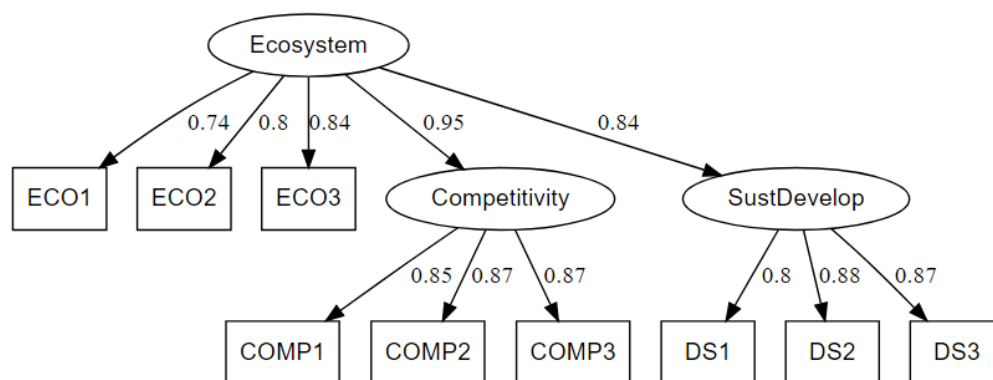 Ecosystem
0.74
0.8
0.84
0.95
0.84
ECO1
ECO2
ECO3
Competitivity
SustDevelop
0.85
0.87
0.87
0.8
0.88
0.87
COMP1
COMP2
COMP3
DS1
DS2
DS3